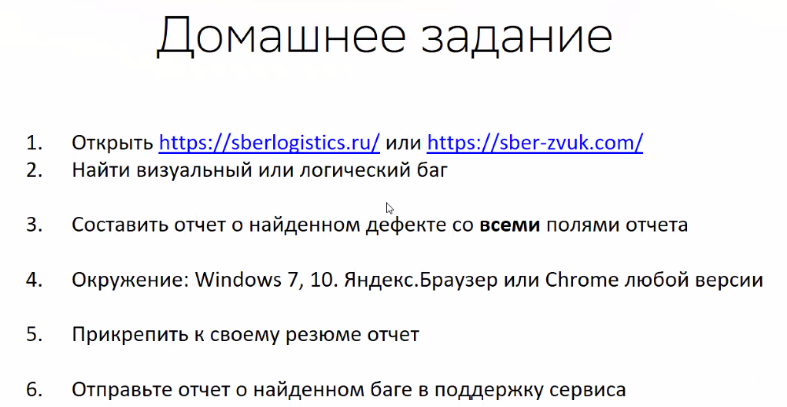 Домашнее задание
1. Открыть https://sberlogistics.ru/ или https://sber-zvuk.com/
2. Найти визуальный или логический баг
3. Составить отчет о найденном дефекте со всеми полями отчета
4. Окружение: Windows 7, 10. Яндекс.Браузер или Chrome любой версии
5. Прикрепить к своему резюме отчет
6. Отправьте отчет о найденном баге в поддержку сервиса